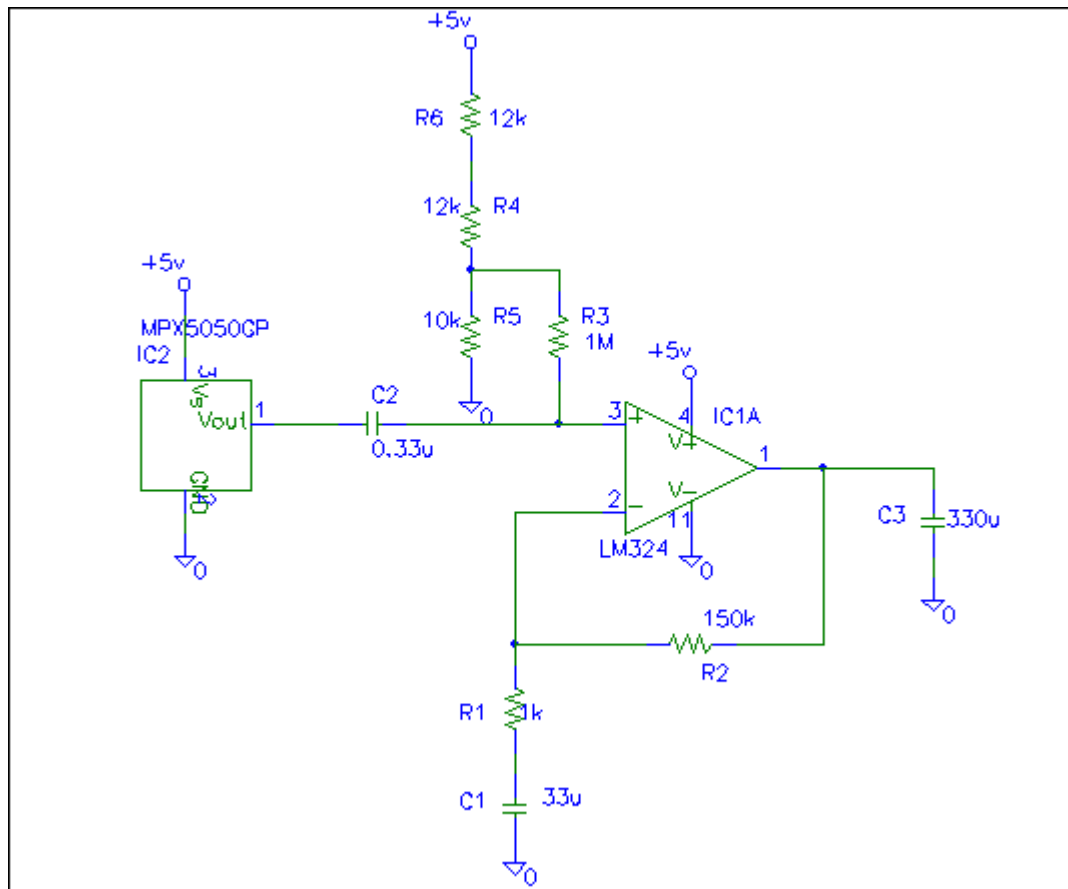 +5v
R6 12k
12k R4
+5v
MPX5050GP
IC2
3
Vs
Vout
1
GND
2
0
10k R5
R3
1M
0
C2
0.33u
+5v
3
+
4
V+
IC1A
1
2
-
V-
11
LM324
0
C3 330u
0
150k
R2
R1 1k
C1 33u
0